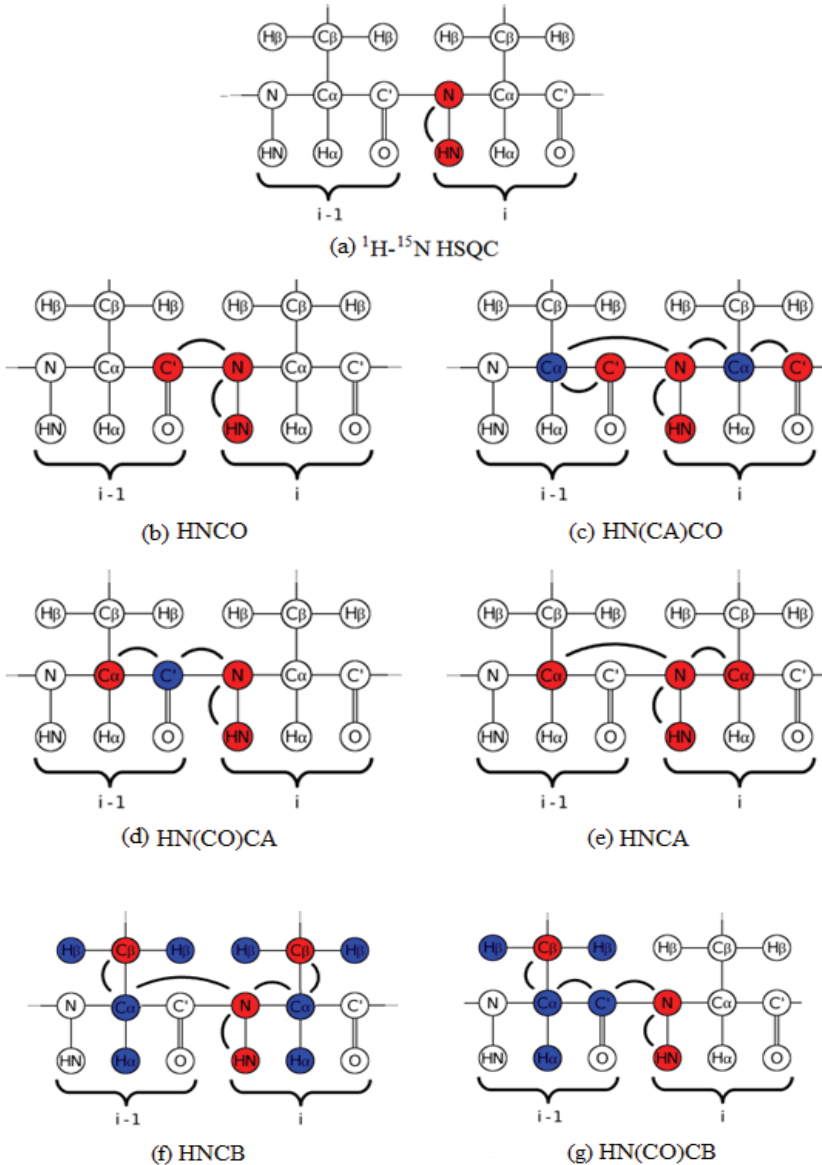 Hβ Cβ Hβ Hβ Cβ Hβ
N Cα C' N Cα C'
HN Hα O HN Hα O
i-1 i
(a) ¹H-¹⁵N HSQC
Hβ Cβ Hβ Hβ Cβ Hβ Hβ Cβ Hβ Hβ Cβ Hβ
N Cα C' N Cα C' N Cα C' N Cα C'
HN Hα O HN Hα O HN Hα O HN Hα O
i-1 i i-1 i
(b) HNCO (c) HN(CA)CO
Hβ Cβ Hβ Hβ Cβ Hβ Hβ Cβ Hβ Hβ Cβ Hβ
N Cα C' N Cα C' N Cα C' N Cα C'
HN Hα O HN Hα O HN Hα O HN Hα O
i-1 i i-1 i
(d) HN(CO)CA (e) HNCA
Hβ Cβ Hβ Hβ Cβ Hβ Hβ Cβ Hβ Hβ Cβ Hβ
N Cα C' N Cα C' N Cα C' N Cα C'
HN Hα O HN Hα O HN Hα O HN Hα O
i-1 i i-1 i
(f) HNCB (g) HN(CO)CB